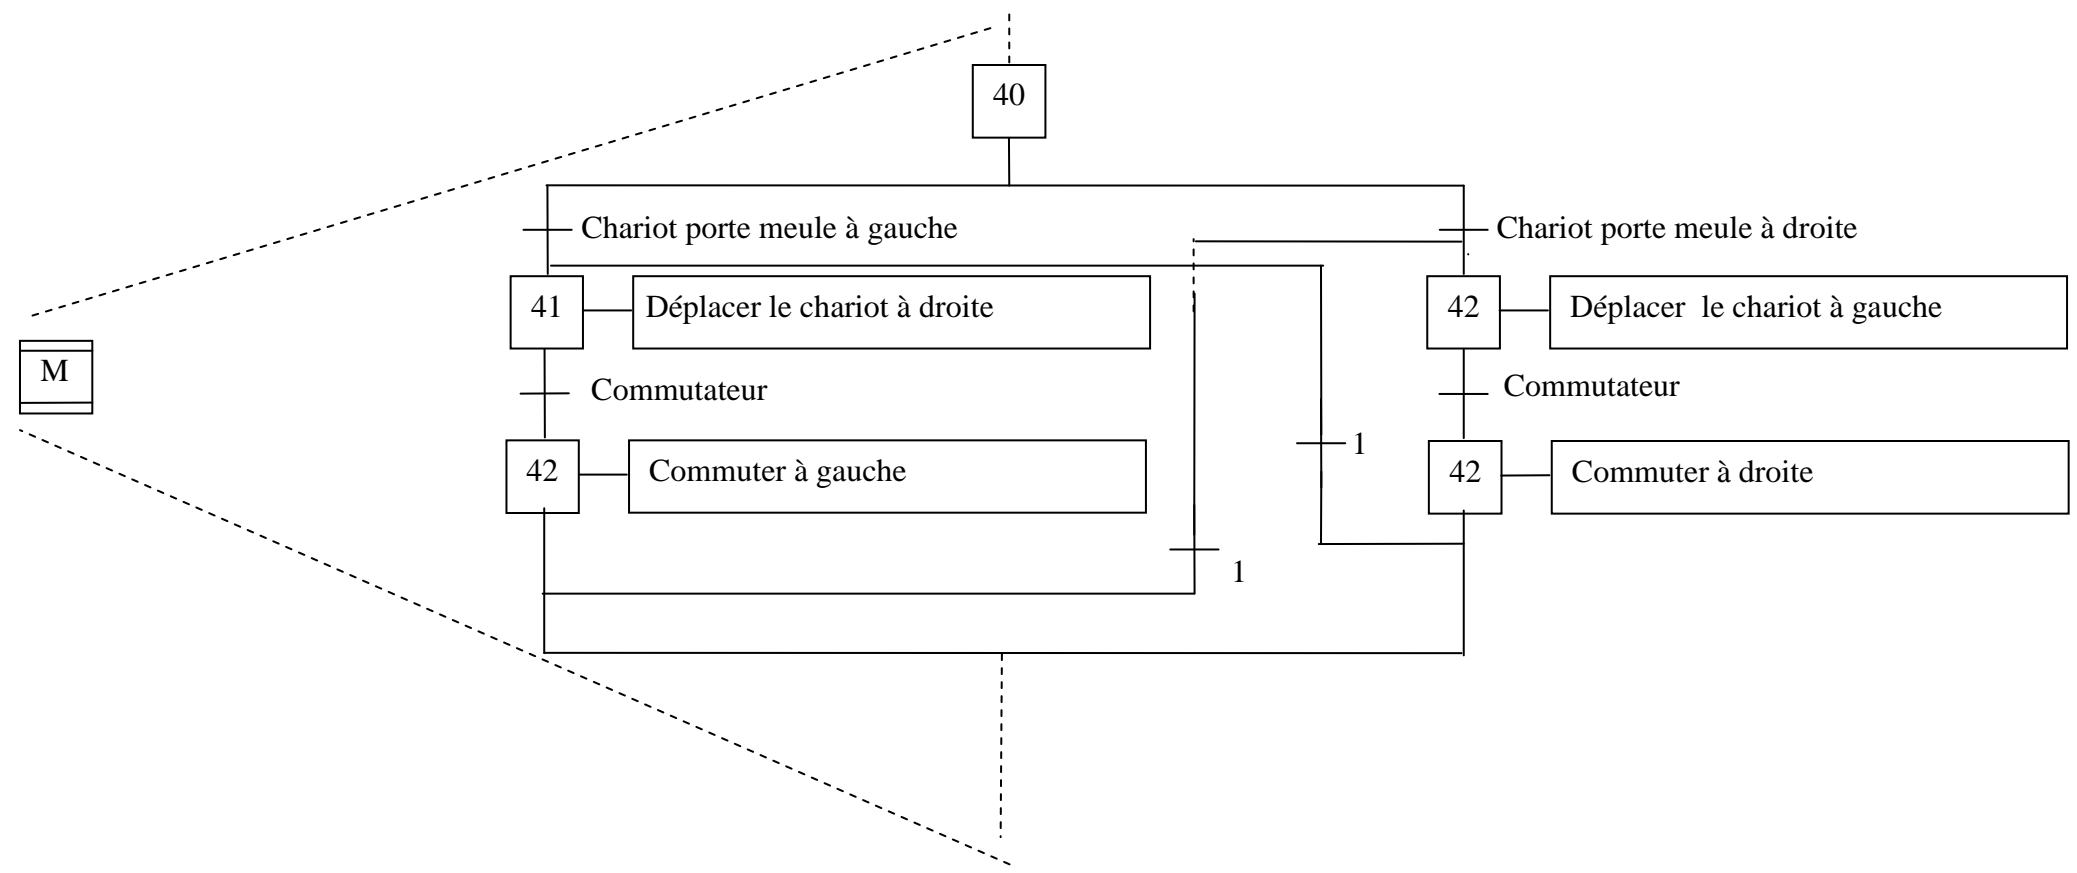 40
Chariot porte meule à gauche
Chariot porte meule à droite
41
Déplacer le chariot à droite
42
Déplacer le chariot à gauche
M
Commutateur
Commutateur
1
42
Commuter à gauche
42
Commuter à droite
1